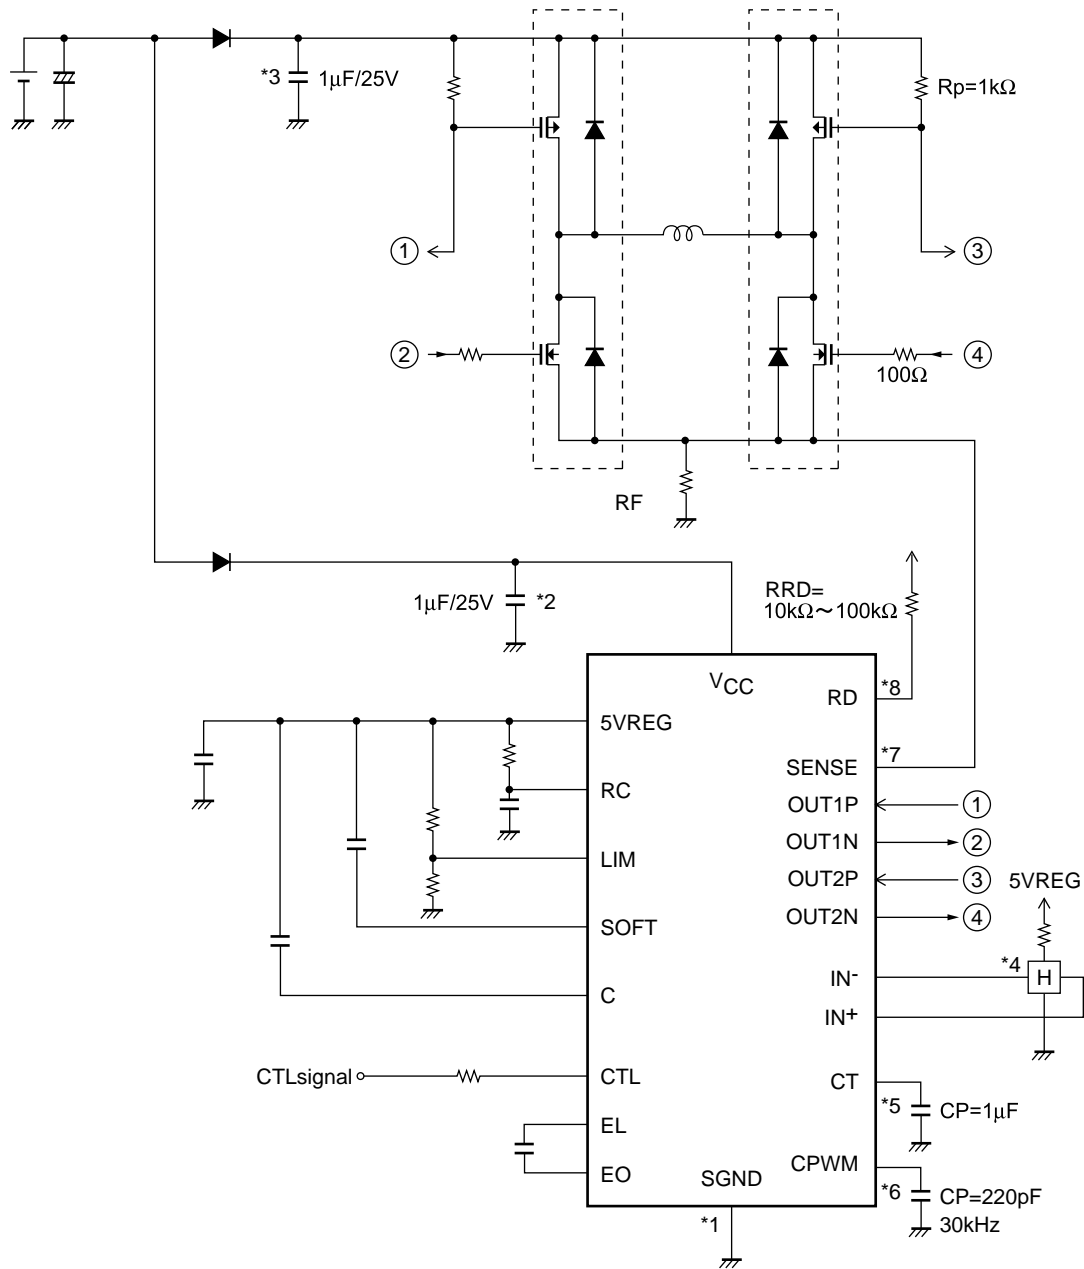 *3
1μF/25V
Rp=1kΩ
1
3
2
4
100Ω
RF
1μF/25V
*2
RRD=
10kΩ～100kΩ
VCC
*8
RD
5VREG
*7
SENSE
RC
OUT1P
1
OUT1N
2
LIM
OUT2P
3
5VREG
OUT2N
4
SOFT
*4
H
IN-
C
IN+
CTLsignal
CTL
CT
*5
CP=1μF
EL
CPWM
EO
SGND
*6
CP=220pF
30kHz
*1